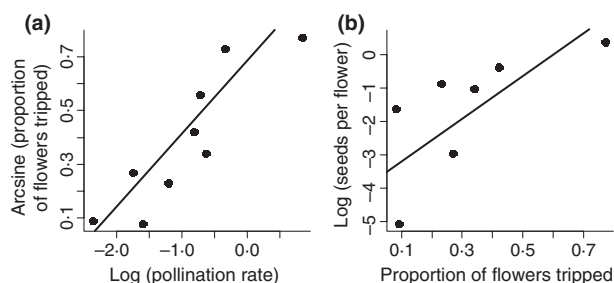 (a)
Arcsine (proportion
of flowers tripped)
0·7
0·5
0·3
0·1
−2·0 −1·0 0·0
Log (pollination rate)
(b)
Log (seeds per flower)
0
−1
−2
−3
−4
−5
0·1 0·3 0·5 0·7
Proportion of flowers tripped